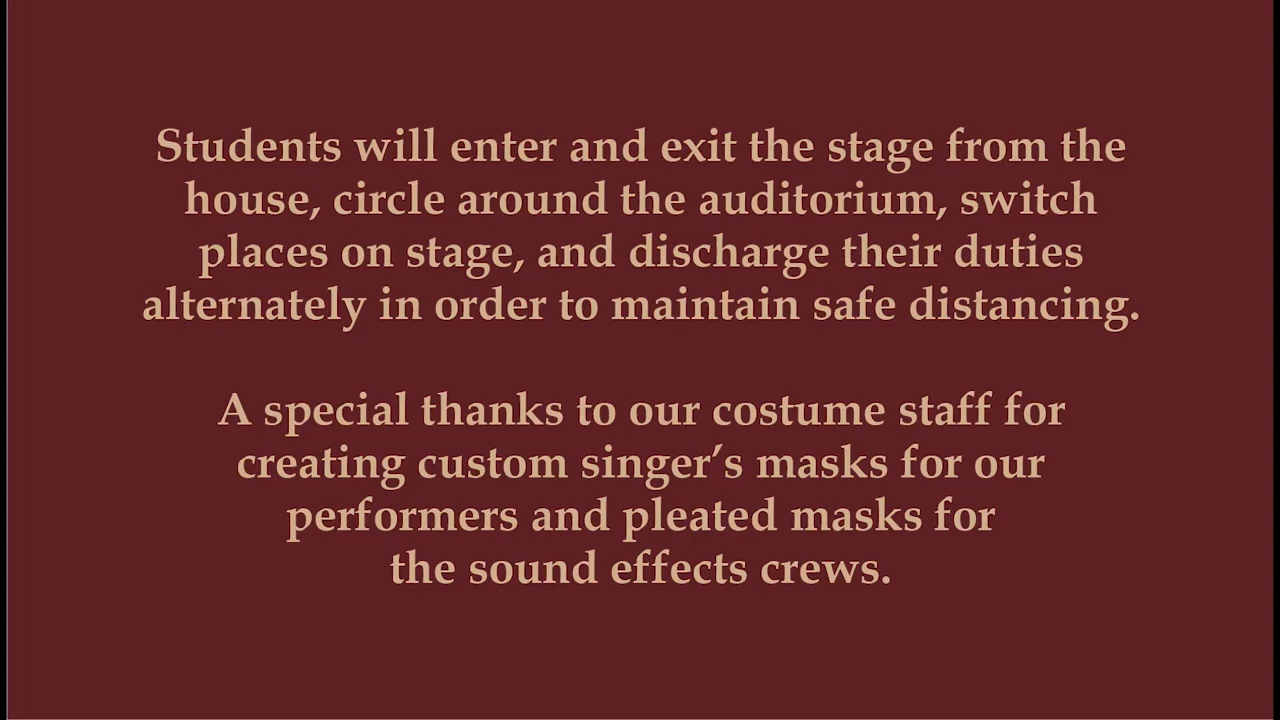 Students will enter and exit the stage from the
house, circle around the auditorium, switch
places on stage, and discharge their duties
alternately in order to maintain safe distancing.
A special thanks to our costume staff for
creating custom singer’s masks for our
performers and pleated masks for
the sound effects crews.